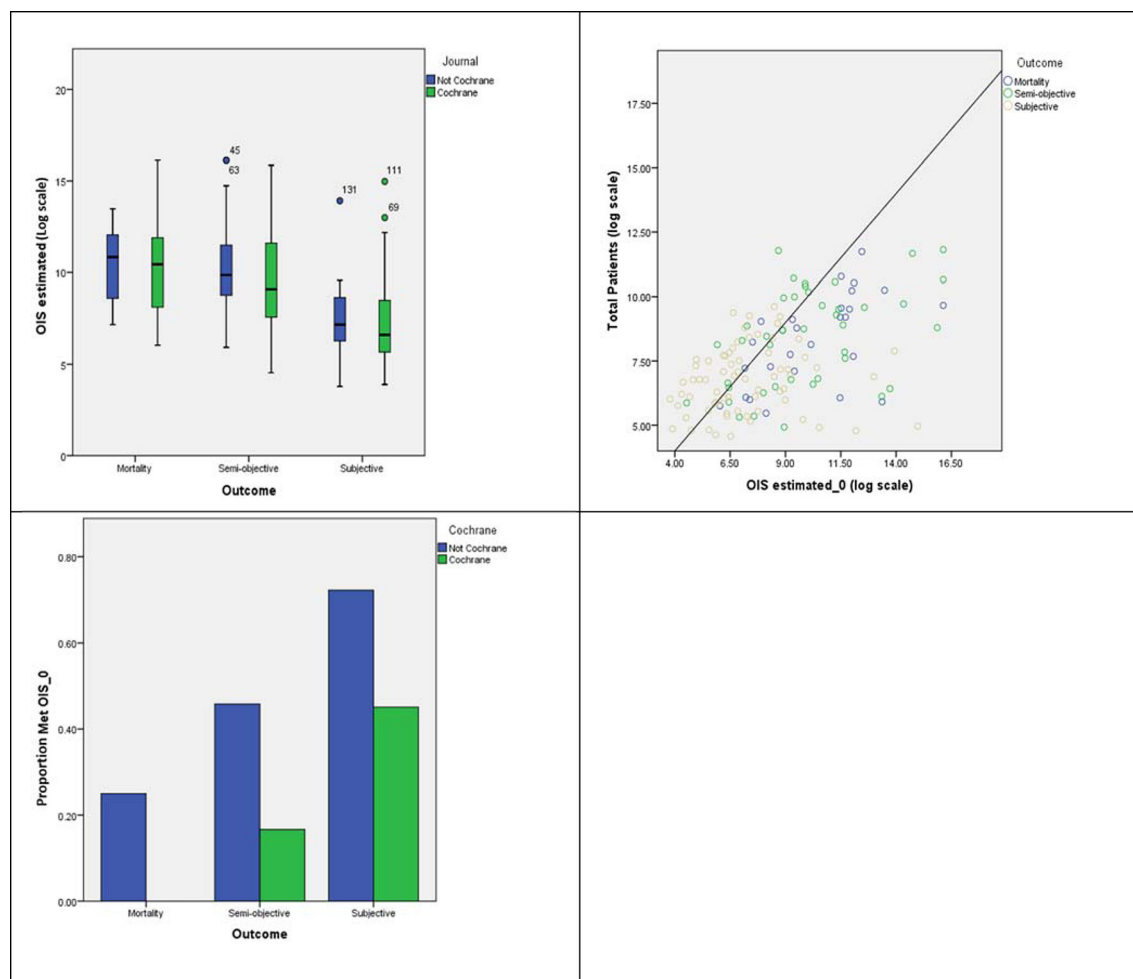 Journal
Not Cochrane
Cochrane
OIS estimated (Log scale)
20
15
10
5
0
45
63
131
111
69
Mortality
Semi-objective
Subjective
Outcome
Outcome
Mortality
Semi-objective
Subjective
Total Patients (log scale)
17.50
15.00
12.50
10.00
7.50
5.00
4.00
6.50
9.00
11.50
14.00
16.50
OIS estimated_0 (log scale)
Cochrane
Not Cochrane
Cochrane
Proportion Met OIS_0
0.80
0.60
0.40
0.20
0.00
Mortality
Semi-objective
Subjective
Outcome